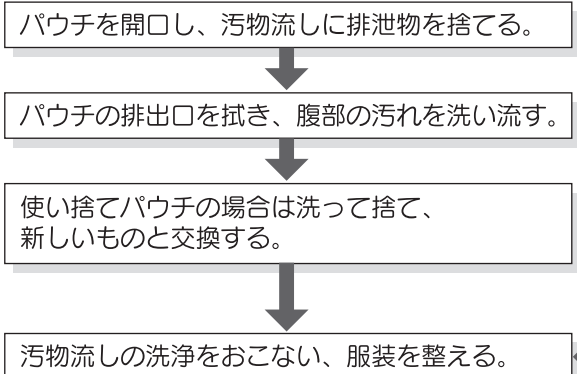 パウチを開口し、汚物流しに排泄物を捨てる。
パウチの排出口を拭き、腹部の汚れを洗い流す。
使い捨てパウチの場合は洗って捨て、
新しいものと交換する。
汚物流しの洗浄をおこない、服装を整える。